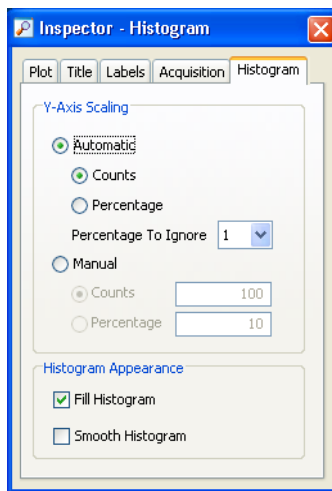 Inspector - Histogram
Plot Title Labels Acquisition Histogram
Y-Axis Scaling
Automatic
Counts
Percentage
Percentage To Ignore 1
Manual
Counts 100
Percentage 10
Histogram Appearance
Fill Histogram
Smooth Histogram